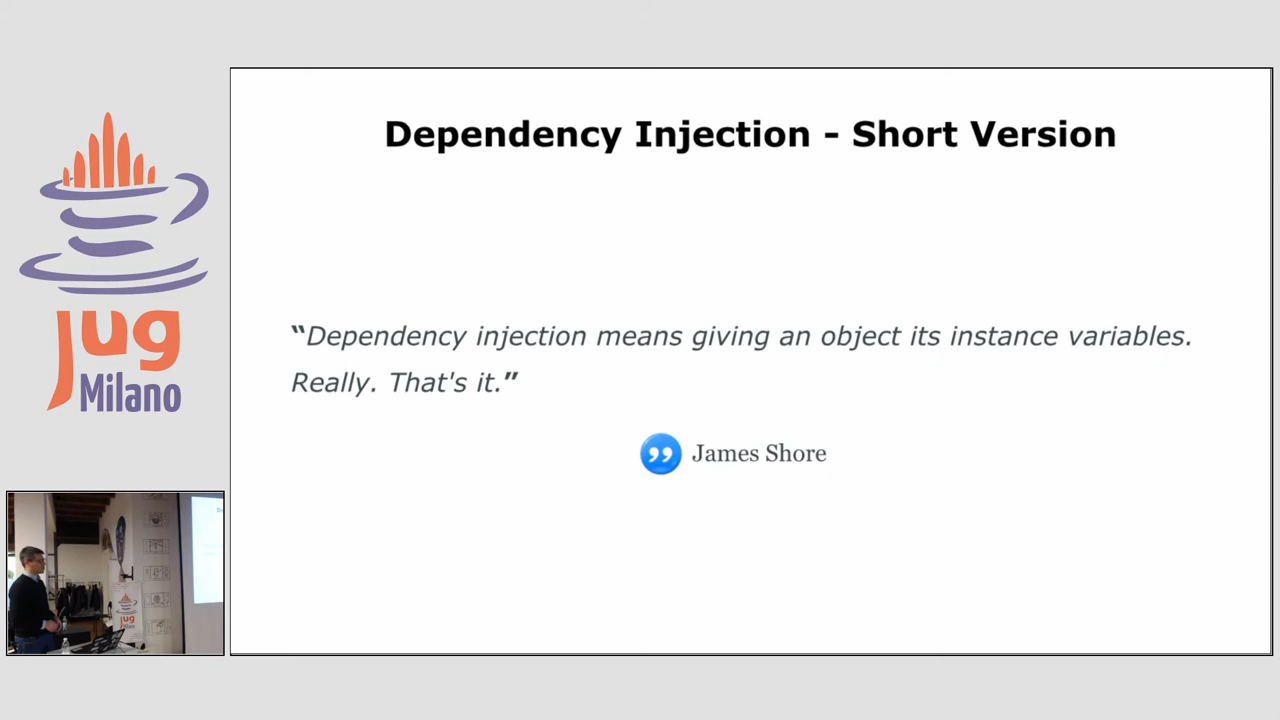 Dependency Injection - Short Version
“Dependency injection means giving an object its instance variables.
Really. That's it.”
James Shore
jug
Milano
jug